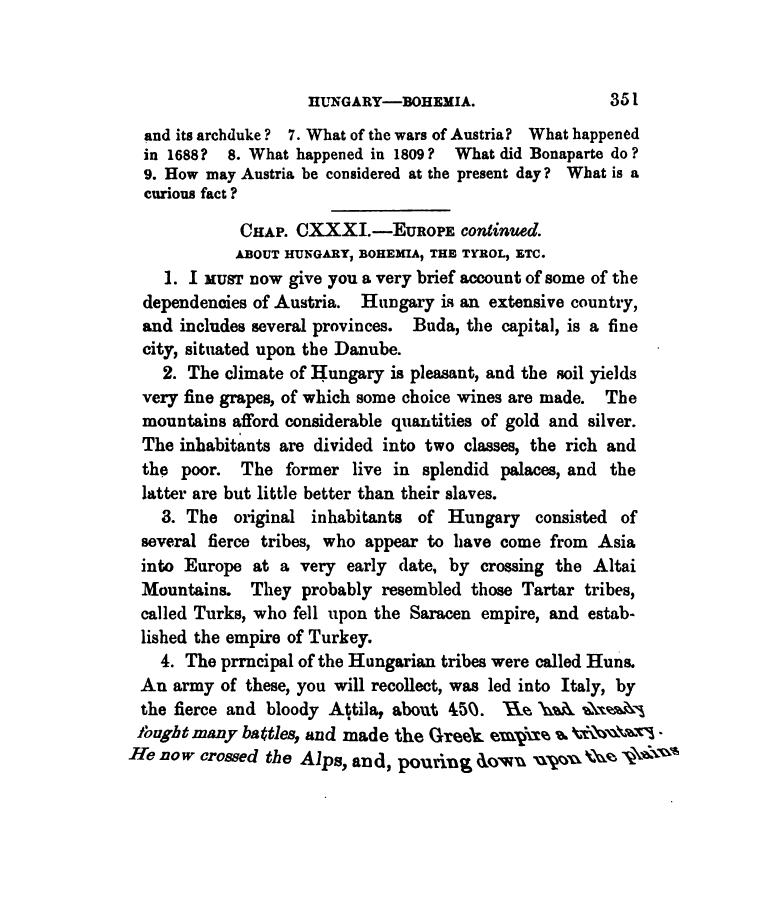 HUNGARY—BOHEMIA. 351
and its archduke? 7. What of the wars of Austria? What happened
in 1688? 8. What happened in 1809? What did Bonaparte do?
9. How may Austria be considered at the present day? What is a
curious fact?
CHAP. CXXXI.—EUROPE continued.
ABOUT HUNGARY, BOHEMIA, THE TYROL, ETC.
1. I MUST now give you a very brief account of some of the
dependencies of Austria. Hungary is an extensive country,
and includes several provinces. Buda, the capital, is a fine
city, situated upon the Danube.
2. The climate of Hungary is pleasant, and the soil yields
very fine grapes, of which some choice wines are made. The
mountains afford considerable quantities of gold and silver.
The inhabitants are divided into two classes, the rich and
the poor. The former live in splendid palaces, and the
latter are but little better than their slaves.
3. The original inhabitants of Hungary consisted of
several fierce tribes, who appear to have come from Asia
into Europe at a very early date, by crossing the Altai
Mountains. They probably resembled those Tartar tribes,
called Turks, who fell upon the Saracen empire, and estab-
lished the empire of Turkey.
4. The prrncipal of the Hungarian tribes were called Huns.
An army of these, you will recollect, was led into Italy, by
the fierce and bloody Attila, about 450. He had already
fought many battles, and made the Greek empire a tributary.
He now crossed the Alps, and, pouring down upon the plains